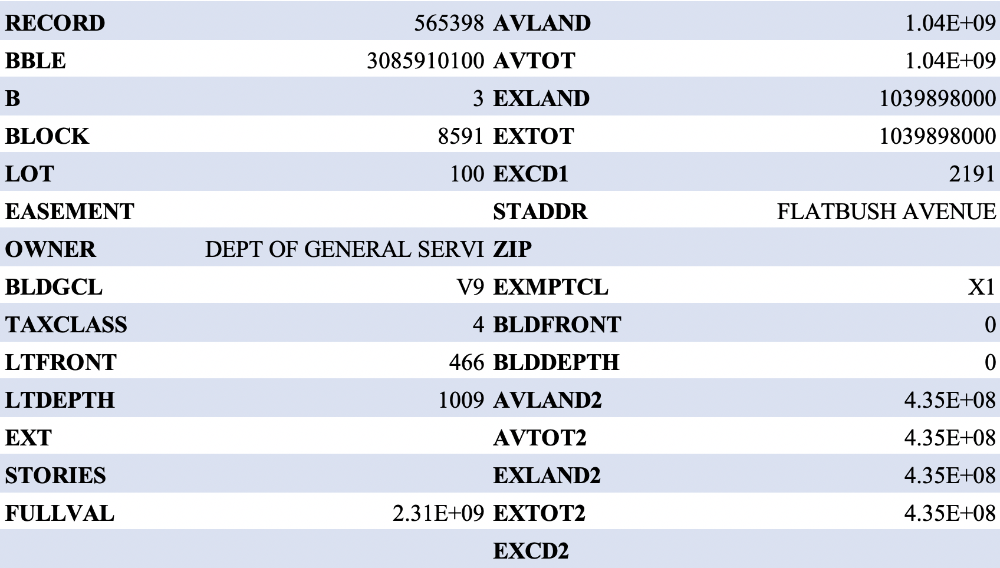 RECORD 565398 AVLAND 1.04E+09
BBLE 3085910100 AVTOT 1.04E+09
B 3 EXLAND 1039898000
BLOCK 8591 EXTOT 1039898000
LOT 100 EXCD1 2191
EASEMENT STADDR FLATBUSH AVENUE
OWNER DEPT OF GENERAL SERVI ZIP
BLDGCL V9 EXMPTCL X1
TAXCLASS 4 BLDFRONT 0
LTFRONT 466 BLDDEPTH 0
LTDEPTH 1009 AVLAND2 4.35E+08
EXT AVTOT2 4.35E+08
STORIES EXLAND2 4.35E+08
FULLVAL 2.31E+09 EXTOT2 4.35E+08
EXCD2